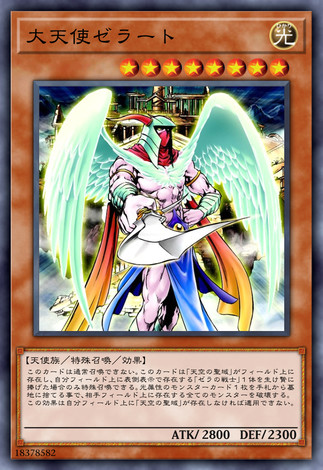 大天使ゼラート
光
【天使族／特殊召喚／効果】
このカードは通常召喚できない。このカードは「天空の聖域」がフィールド上に
存在し、自分フィールド上に表側表示で存在する「ゼラの戦士」１体を生け贄に
捧げた場合のみ特殊召喚できる。光属性のモンスターカード１枚を手札から墓
地に捨てる事で、相手フィールド上に存在する全てのモンスターを破壊する。
この効果は自分フィールド上に「天空の聖域」が存在しなければ適用できない。
ATK/ 2800 DEF/2300
18378582